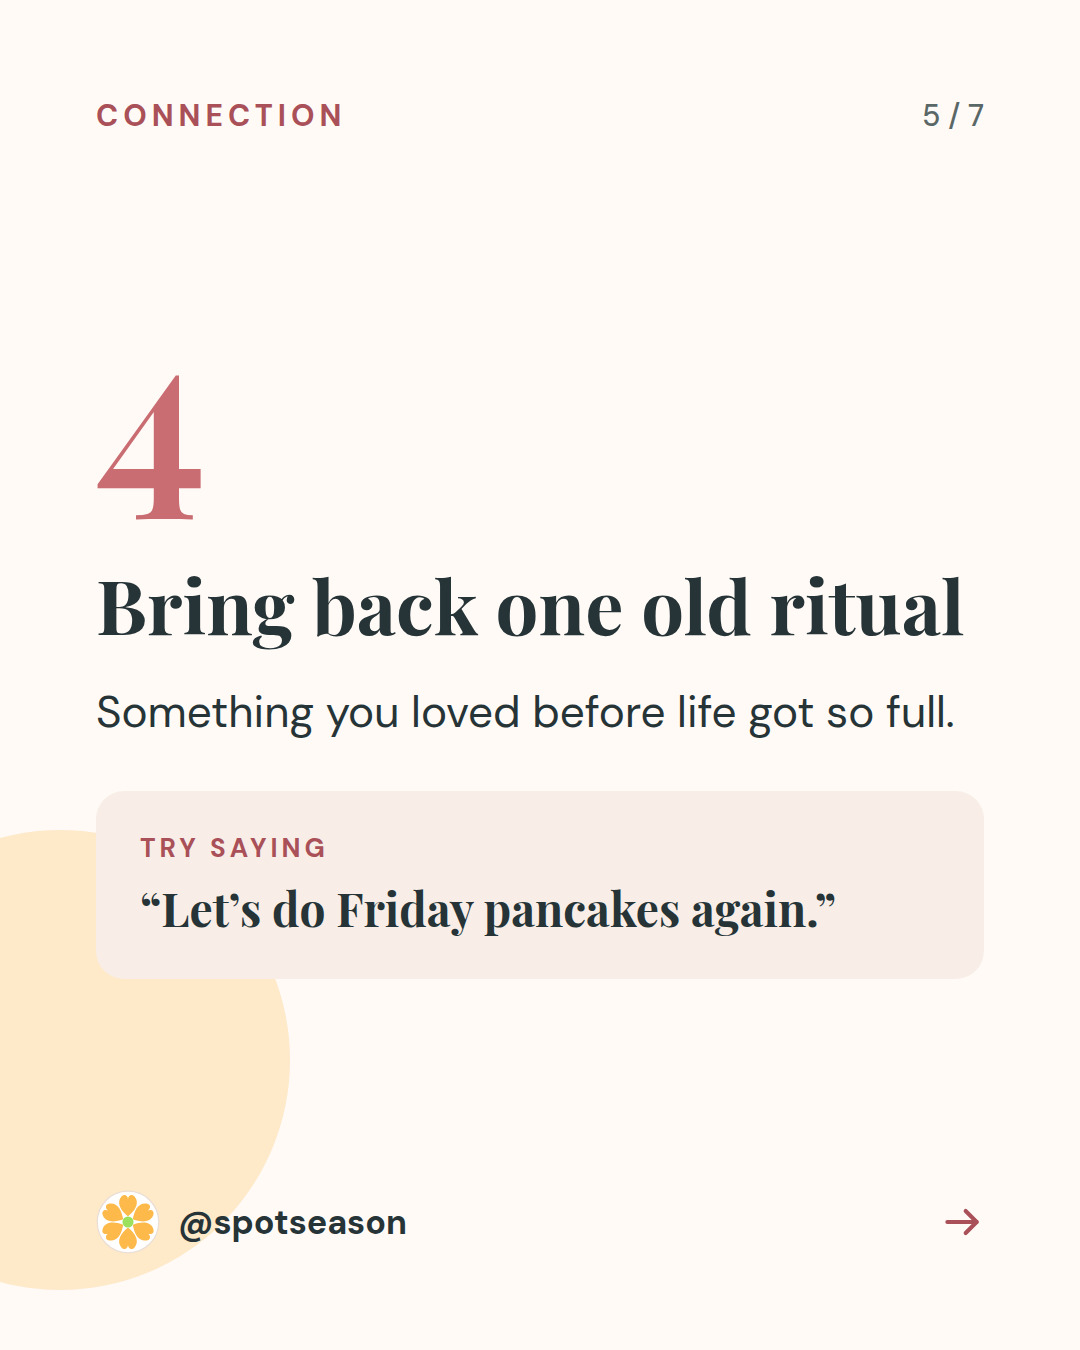 CONNECTION
5 / 7
4
Bring back one old ritual
Something you loved before life got so full.
TRY SAYING
“Let’s do Friday pancakes again.”
@spotseason